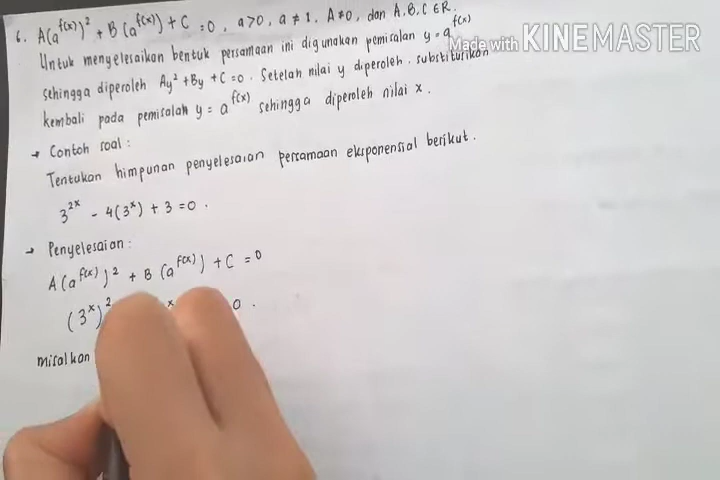 6. A(a^f(x))² + B(a^f(x)) + C = 0, a>0, a≠1, A≠0, dan A,B,C ∈R.
Made with KINEMASTER
Untuk menyelesaikan bentuk persamaan ini digunakan pemisalan y = a^f(x)
sehingga diperoleh Ay² + By + C = 0. Setelah nilai y diperoleh, substitusikan
kembali pada pemisalan y = a^f(x) sehingga diperoleh nilai x.
→ Contoh soal :
Tentukan himpunan penyelesaian persamaan eksponensial berikut.
3^2x - 4(3^x) + 3 = 0.
→ Penyelesaian :
A(a^f(x))² + B(a^f(x)) + C = 0
(3^x)² x 0.
misalkan